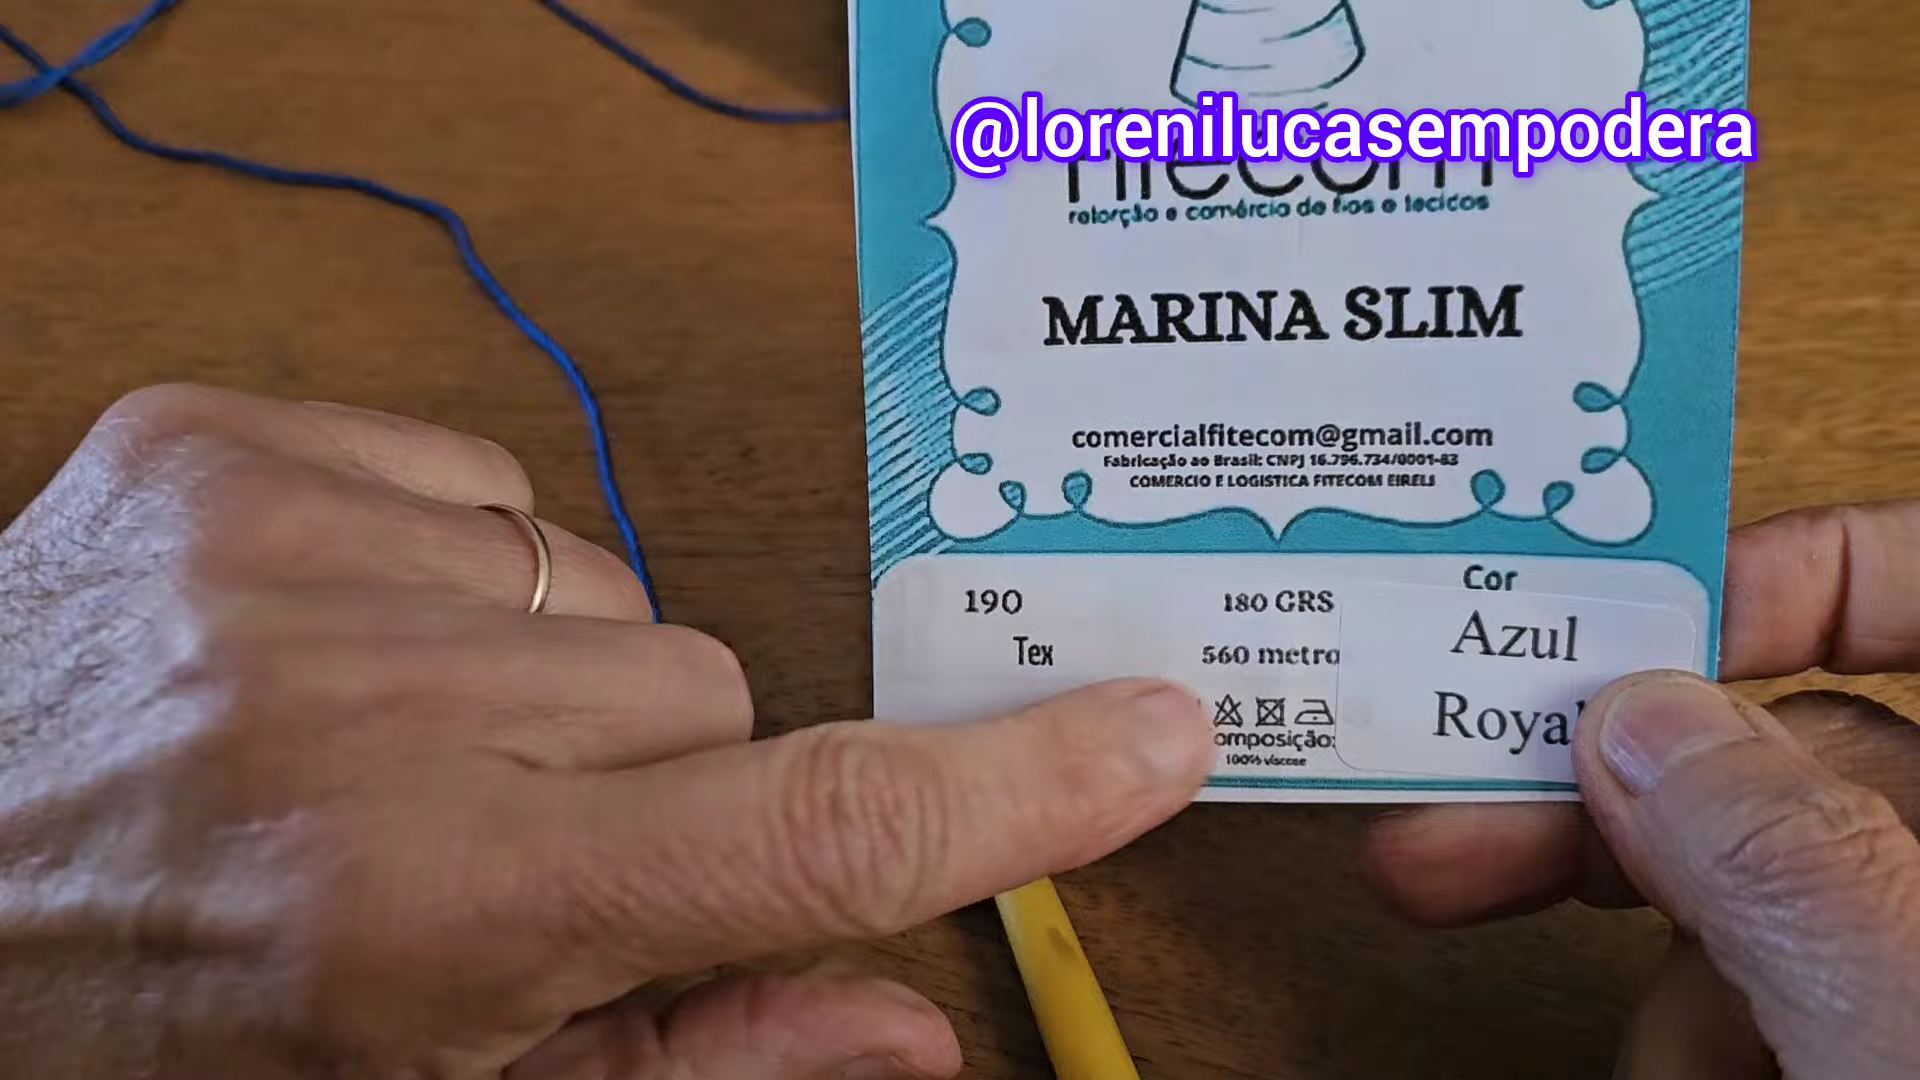 @lorenilucasempodera
fitecom
retorção e comércio de fios e tecidos
MARINA SLIM
comercialfitecom@gmail.com
Fabricação ao Brasil: CNPJ 16.796.734/0001-83
COMERCIO E LOGISTICA FITECOM EIRELI
190
Tex
180 GRS
560 metro
omposição:
100% viscose
Cor
Azul
Roya